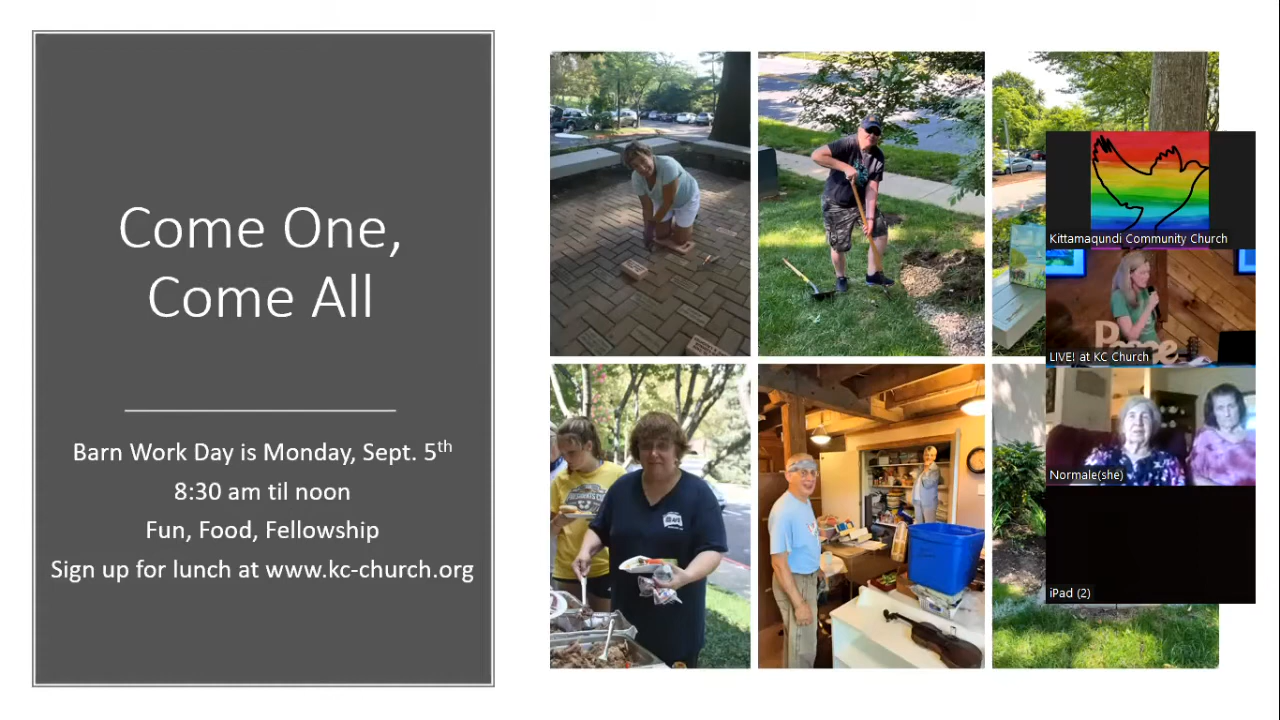 Come One,
Come All
Barn Work Day is Monday, Sept. 5th
8:30 am til noon
Fun, Food, Fellowship
Sign up for lunch at www.kc-church.org
Kittamaqundi Community Church
LIVE! at KC Church
Normale(she)
iPad (2)